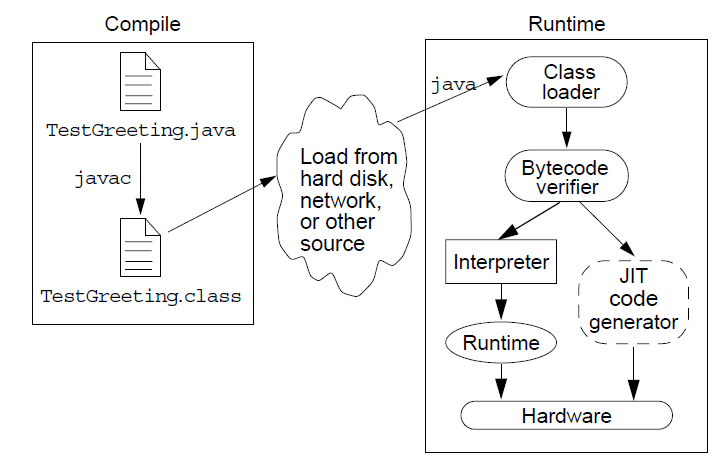 Compile
TestGreeting.java
javac
TestGreeting.class
Load from
hard disk,
network,
or other
source
Runtime
java
Class
loader
Bytecode
verifier
Interpreter
Runtime
JIT
code
generator
Hardware